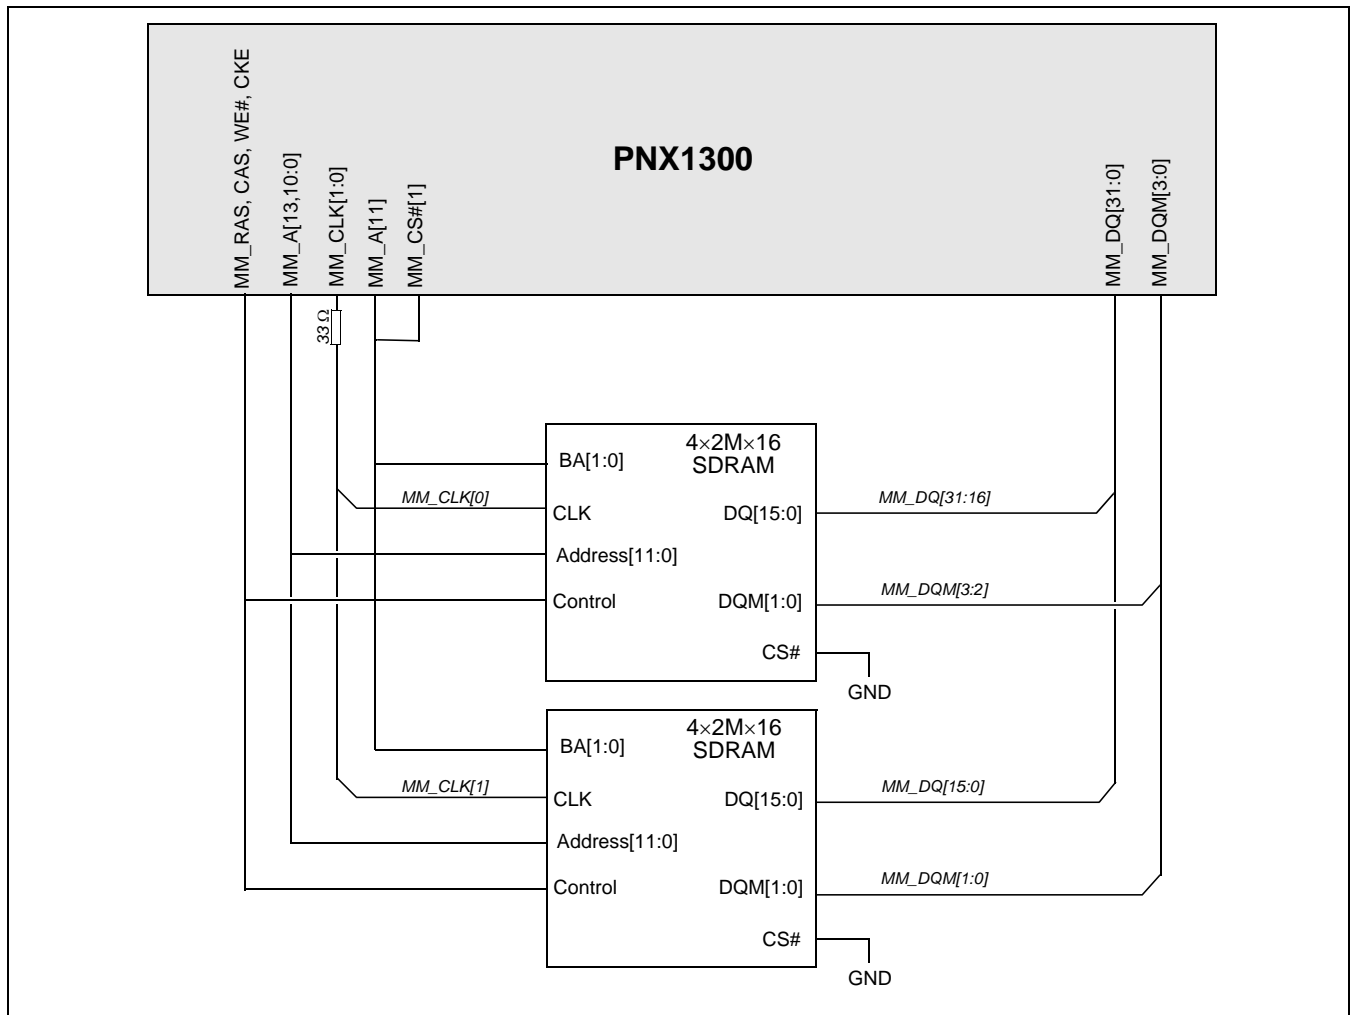 MM_RAS, CAS, WE#, CKE
MM_A[13,10:0]
MM_CLK[1:0]
MM_A[11]
MM_CS#[1]
PNX1300
MM_DQ[31:0]
MM_DQM[3:0]
33 Ω
4×2M×16
SDRAM
BA[1:0]
MM_CLK[0]
CLK
DQ[15:0]
MM_DQ[31:16]
Address[11:0]
Control
DQM[1:0]
MM_DQM[3:2]
CS#
GND
4×2M×16
SDRAM
BA[1:0]
MM_CLK[1]
CLK
DQ[15:0]
MM_DQ[15:0]
Address[11:0]
Control
DQM[1:0]
MM_DQM[1:0]
CS#
GND